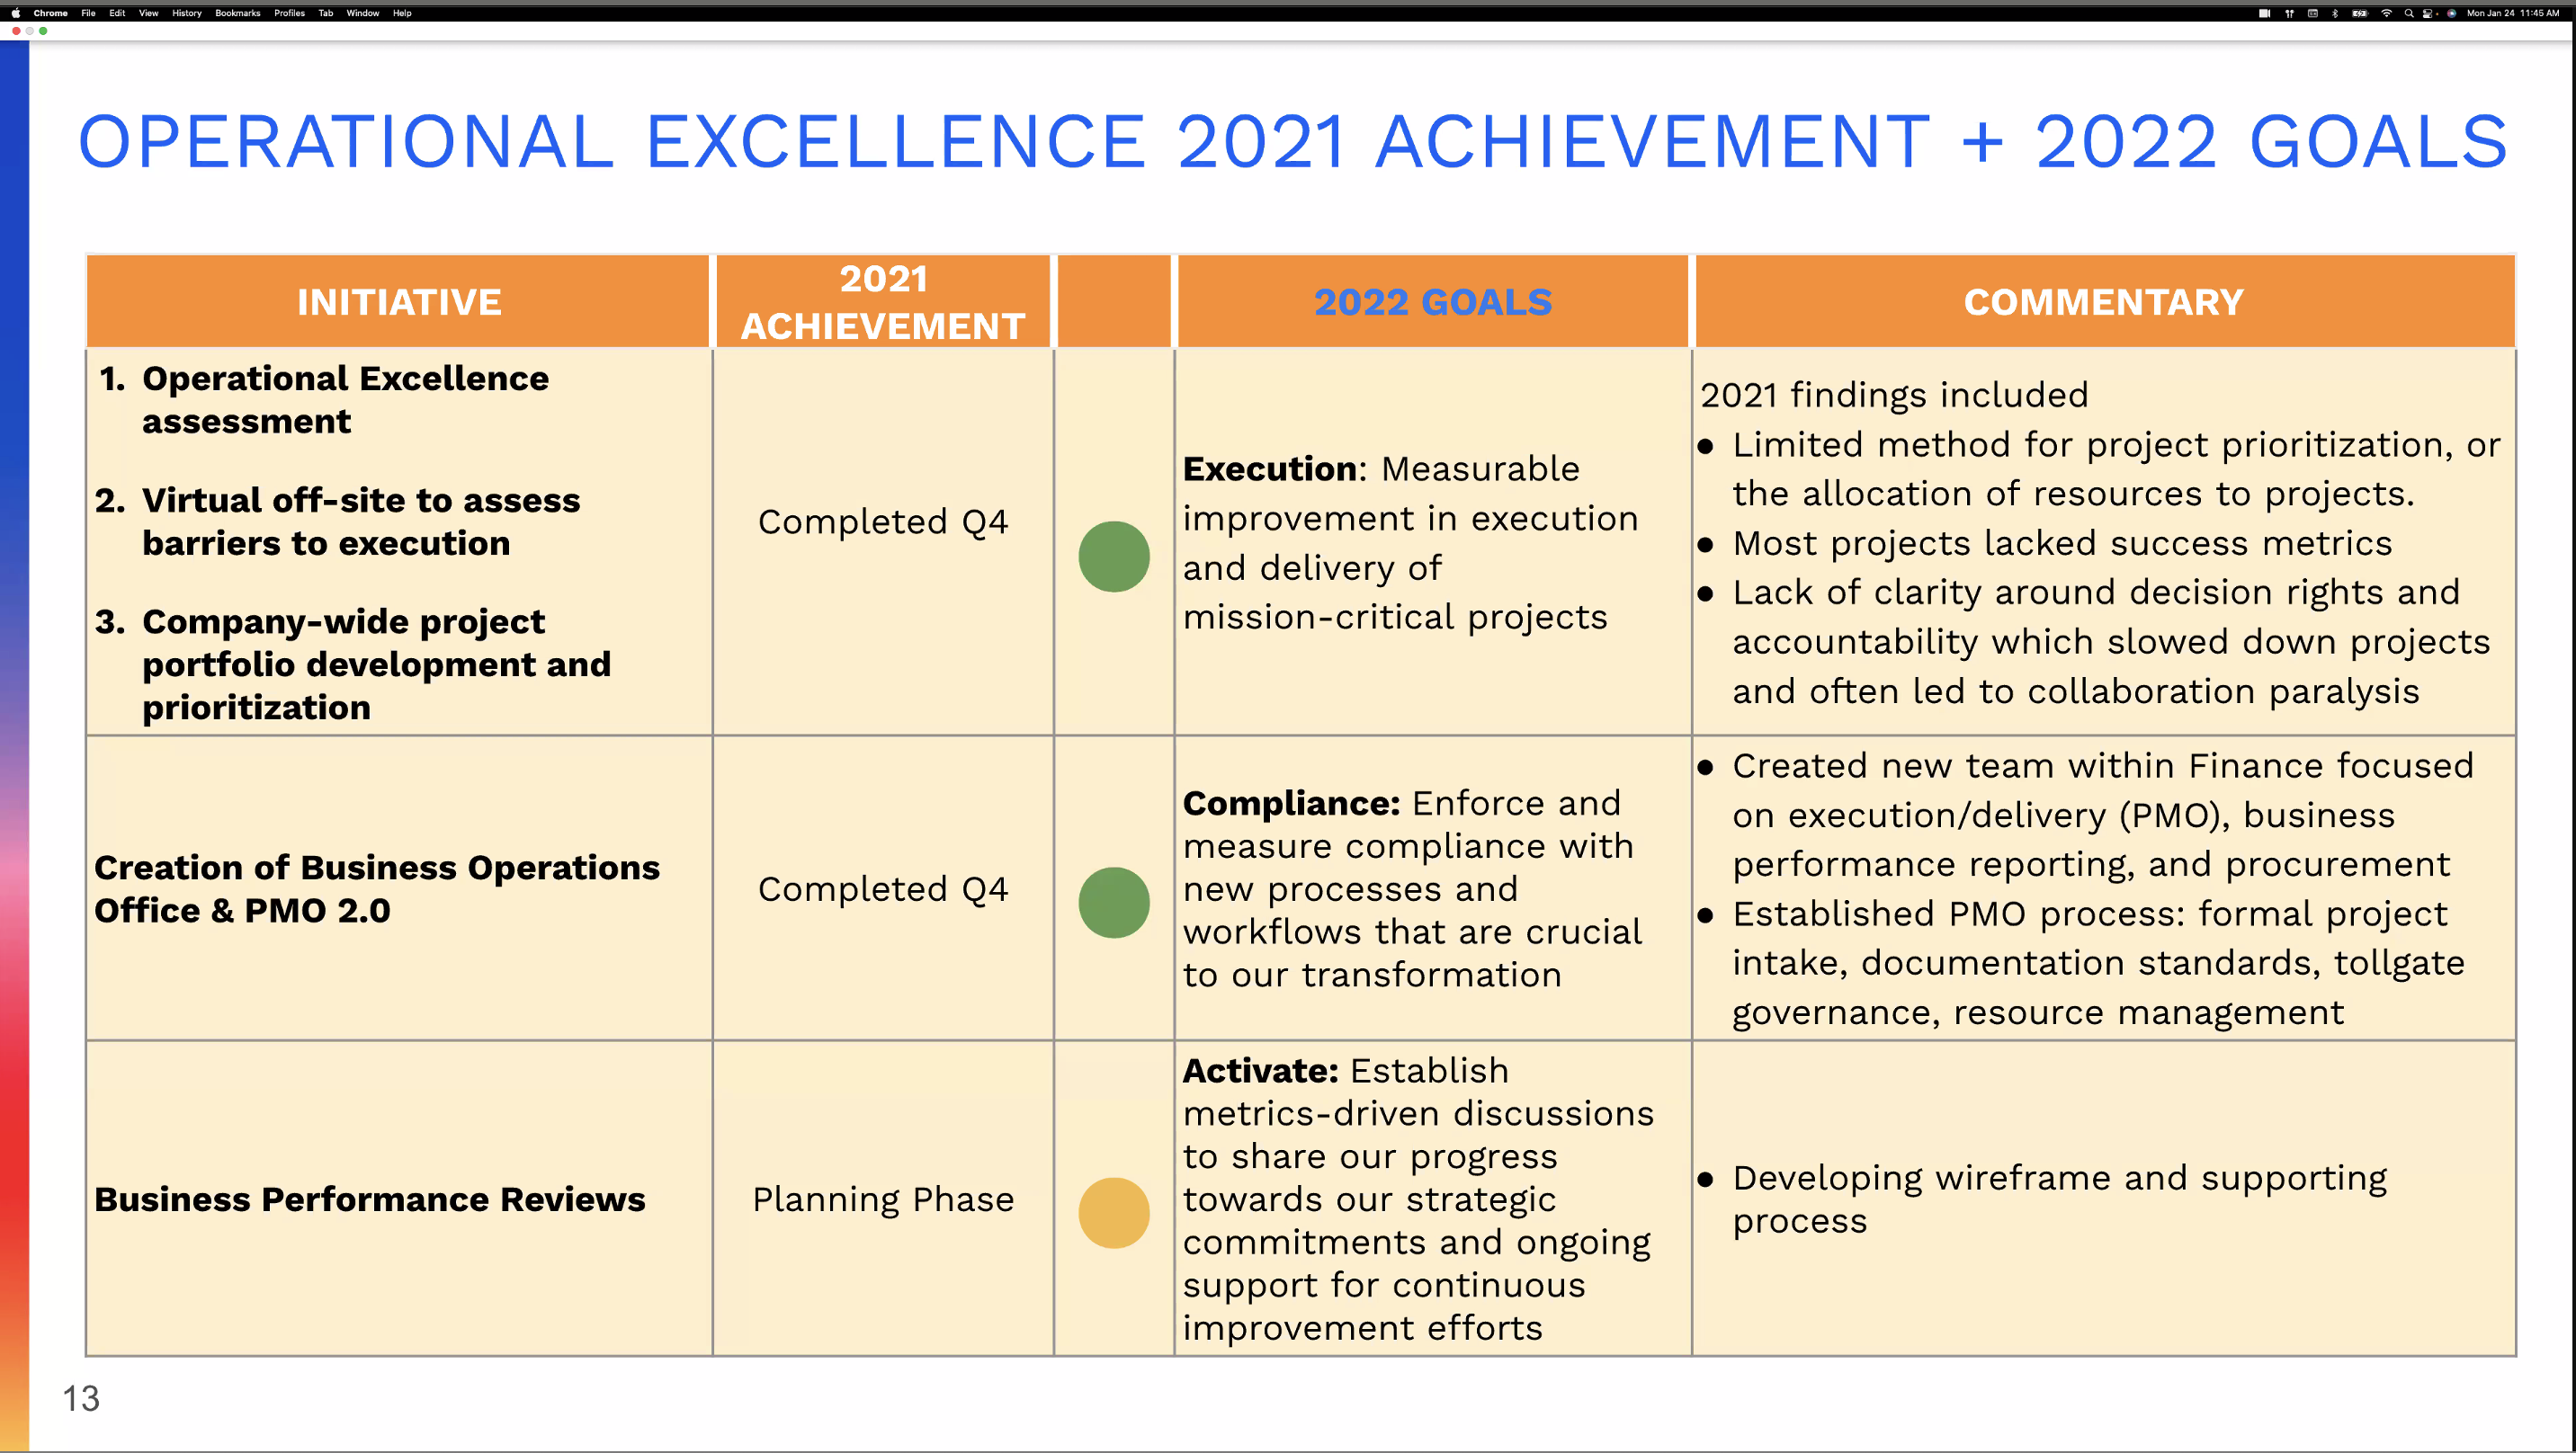 Chrome File Edit View History Bookmarks Profiles Tab Window Help
Mon Jan 24 11:45 AM
OPERATIONAL EXCELLENCE 2021 ACHIEVEMENT + 2022 GOALS
INITIATIVE
2021
ACHIEVEMENT
2022 GOALS
COMMENTARY
1. Operational Excellence
assessment
2. Virtual off-site to assess
barriers to execution
3. Company-wide project
portfolio development and
prioritization
Completed Q4
Execution: Measurable
improvement in execution
and delivery of
mission-critical projects
2021 findings included
● Limited method for project prioritization, or
the allocation of resources to projects.
● Most projects lacked success metrics
● Lack of clarity around decision rights and
accountability which slowed down projects
and often led to collaboration paralysis
Creation of Business Operations
Office & PMO 2.0
Completed Q4
Compliance: Enforce and
measure compliance with
new processes and
workflows that are crucial
to our transformation
● Created new team within Finance focused
on execution/delivery (PMO), business
performance reporting, and procurement
● Established PMO process: formal project
intake, documentation standards, tollgate
governance, resource management
Business Performance Reviews
Planning Phase
Activate: Establish
metrics-driven discussions
to share our progress
towards our strategic
commitments and ongoing
support for continuous
improvement efforts
● Developing wireframe and supporting
process
13